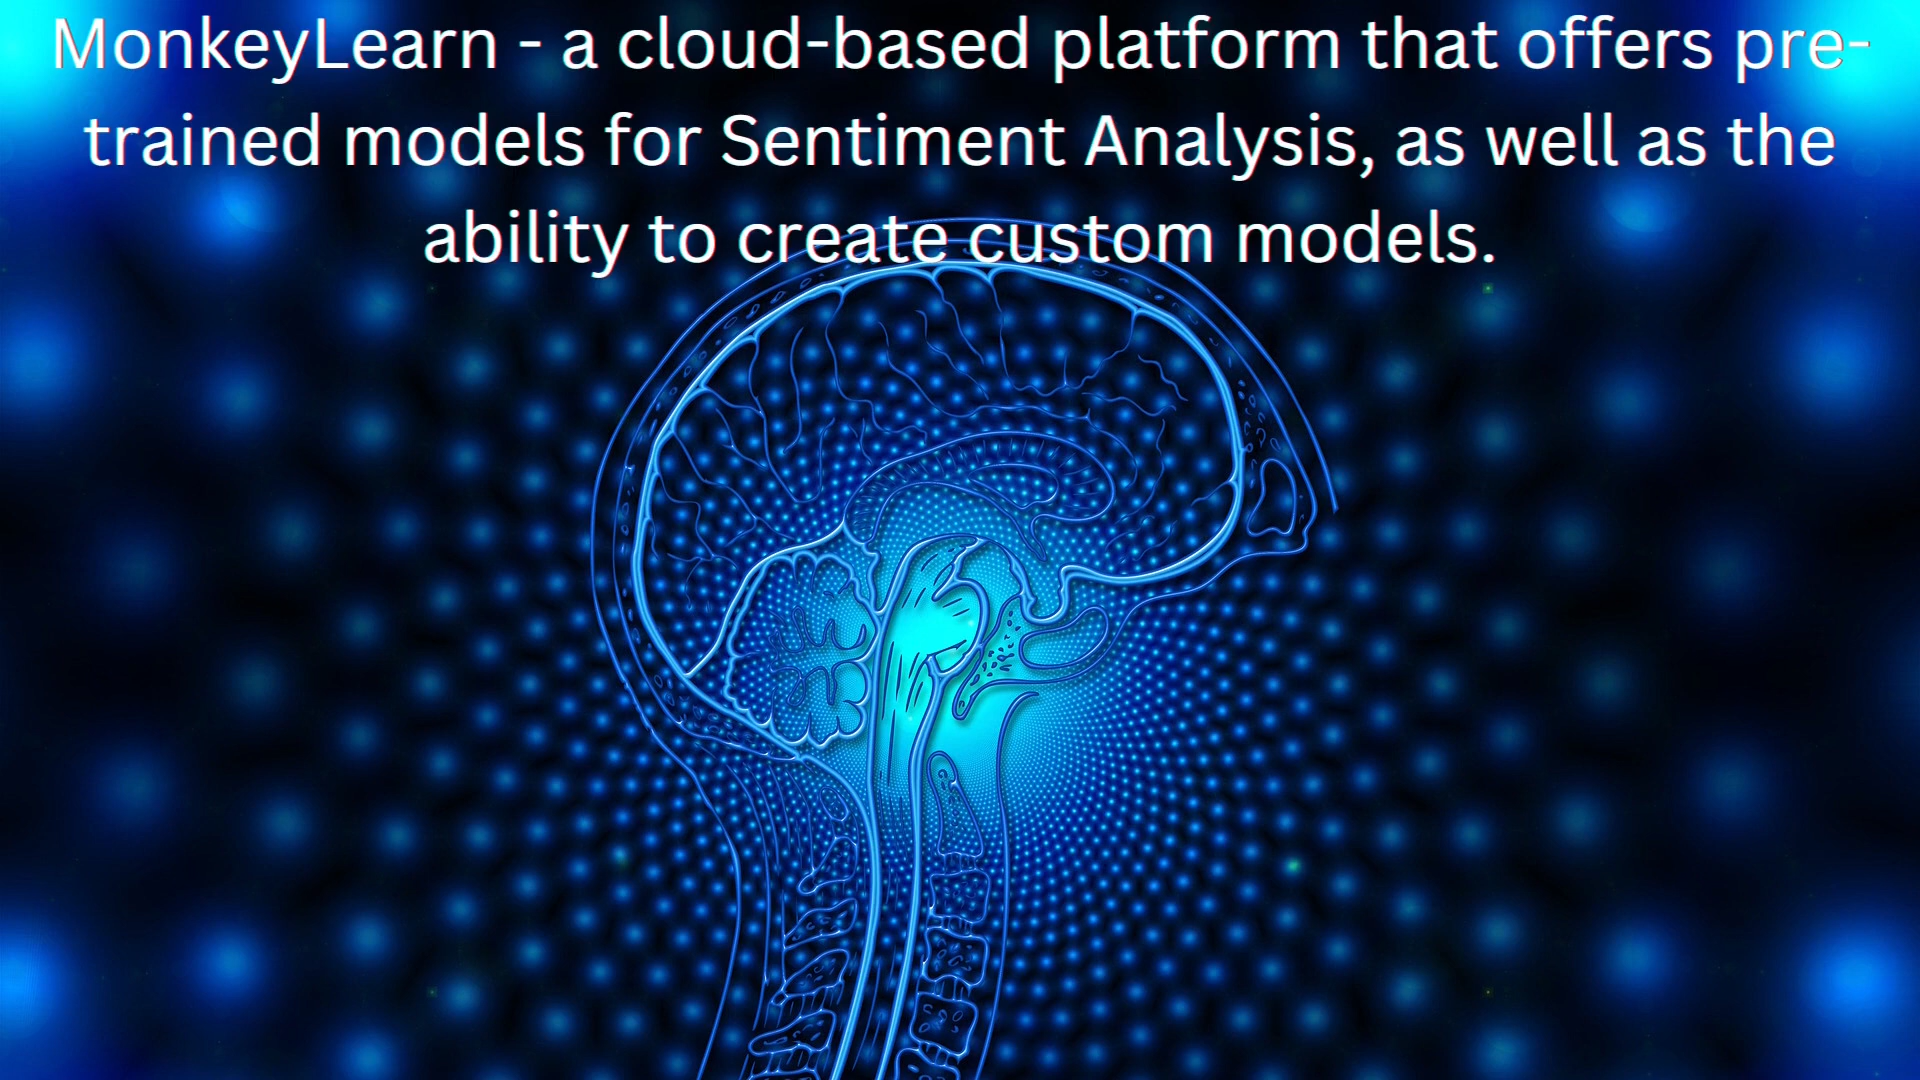 MonkeyLearn - a cloud-based platform that offers pre-
trained models for Sentiment Analysis, as well as the
ability to create custom models.